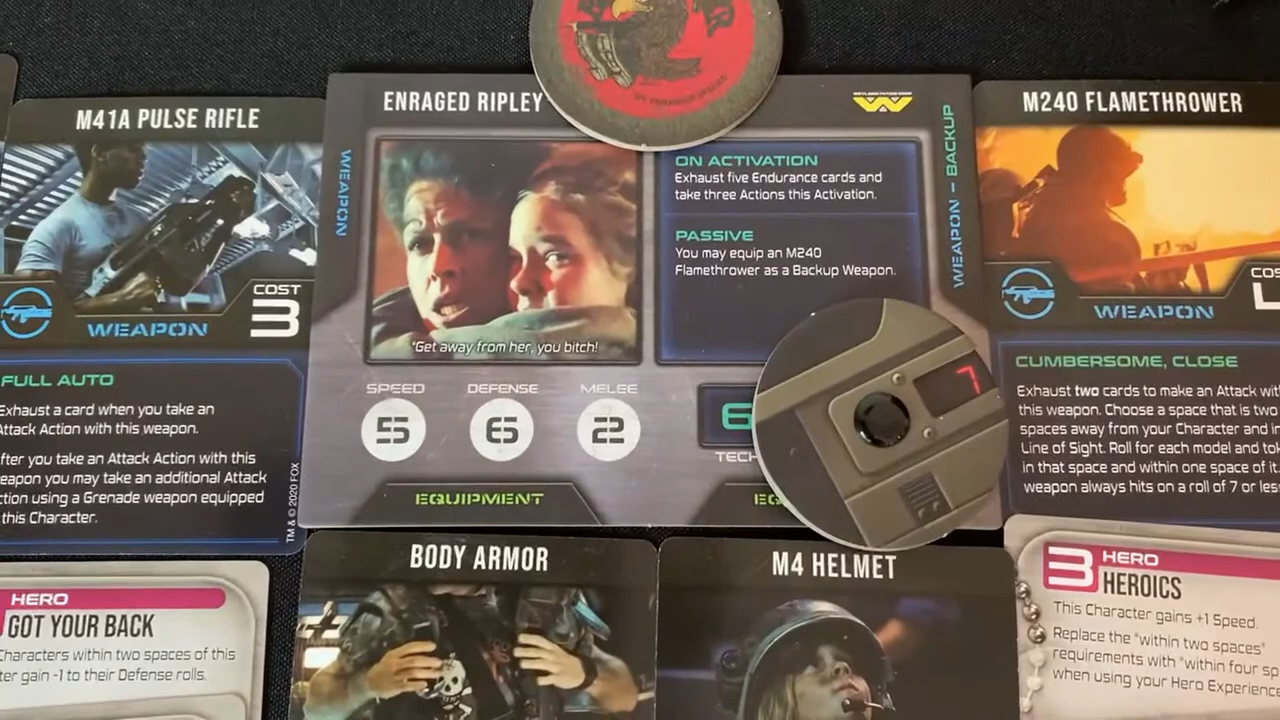 M41A PULSE RIFLE
COST
3
WEAPON
FULL AUTO
Exhaust a card when you take an
Attack Action with this weapon.
After you take an Attack Action with this
weapon you may take an additional Attack
ction using a Grenade weapon equipped
this Character.
TM & © 2020 FOX
ENRAGED RIPLEY
WEAPON
"Get away from her, you bitch!
SPEED
DEFENSE
MELEE
5
6
2
EQUIPMENT
ON ACTIVATION
Exhaust five Endurance cards and
take three Actions this Activation.
PASSIVE
You may equip an M240
Flamethrower as a Backup Weapon.
WEAPON - BACKUP
6
TECH
7
M240 FLAMETHROWER
WEAPON
CUMBERSOME, CLOSE
Exhaust two cards to make an Attack wit
this weapon. Choose a space that is two
spaces away from your Character and in
Line of Sight. Roll for each model and tok
in that space and within one space of it.
weapon always hits on a roll of 7 or less
HERO
GOT YOUR BACK
Characters within two spaces of this
ter gain -1 to their Defense rolls.
BODY ARMOR
M4 HELMET
3
HERO
HEROICS
This Character gains +1 Speed.
Replace the "within two spaces"
requirements with "within four sp
when using your Hero Experience